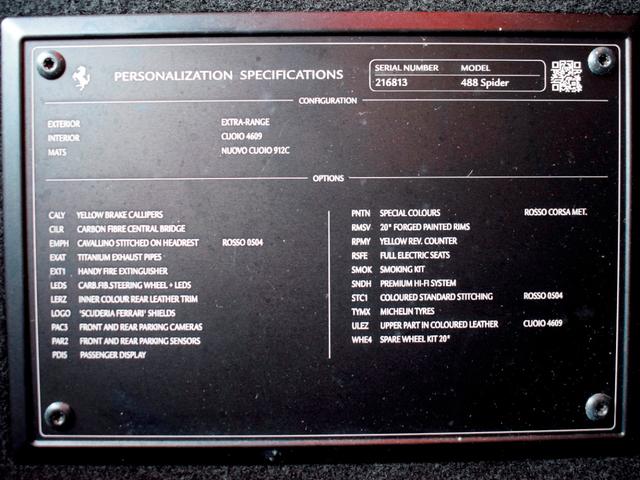 PERSONALIZATION SPECIFICATIONS
SERIAL NUMBER MODEL
216813 488 Spider
CONFIGURATION
EXTERIOR EXTRA-RANGE
INTERIOR CUOIO 4609
MATS NUOVO CUOIO 912C
OPTIONS
CALY YELLOW BRAKE CALLIPERS
CILR CARBON FIBRE CENTRAL BRIDGE
EMPH CAVALLINO STITCHED ON HEADREST ROSSO 0504
EXAT TITANIUM EXHAUST PIPES
EXT1 HANDY FIRE EXTINGUISHER
LEDS CARB.FIB.STEERING WHEEL + LEDS
LERZ INNER COLOUR REAR LEATHER TRIM
LOGO 'SCUDERIA FERRARI' SHIELDS
PAC3 FRONT AND REAR PARKING CAMERAS
PAR2 FRONT AND REAR PARKING SENSORS
PDIS PASSENGER DISPLAY
PNTN SPECIAL COLOURS ROSSO CORSA MET.
RMSV 20" FORGED PAINTED RIMS
RPMY YELLOW REV. COUNTER
RSFE FULL ELECTRIC SEATS
SMOK SMOKING KIT
SNDH PREMIUM HI-FI SYSTEM
STC1 COLOURED STANDARD STITCHING ROSSO 0504
TYMX MICHELIN TYRES
ULEZ UPPER PART IN COLOURED LEATHER CUOIO 4609
WHE4 SPARE WHEEL KIT 20"